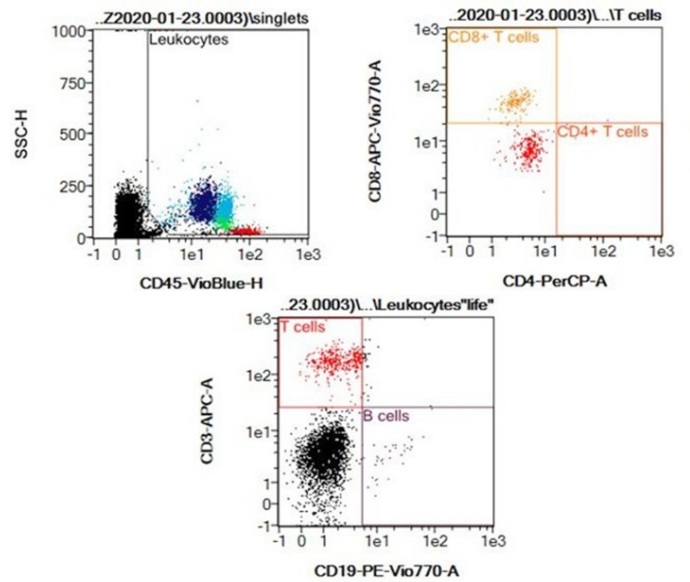 ..Z2020-01-23.0003)\singlets
1000
Leukocytes
750
500
250
0
SSC-H
-1 0 1 1e1 1e2 1e3
CD45-VioBlue-H
..2020-01-23.0003)\...\T cells
1e3
CD8+ T cells
1e2
CD4+ T cells
1e1
1
0
-1
CD8-APC-Vio770-A
-1 0 1 1e1 1e2 1e3
CD4-PerCP-A
..23.0003)\...\Leukocytes"life"
1e3
T cells
1e2
B cells
1e1
1
0
-1
CD3-APC-A
-1 0 1 1e1 1e2 1e3
CD19-PE-Vio770-A